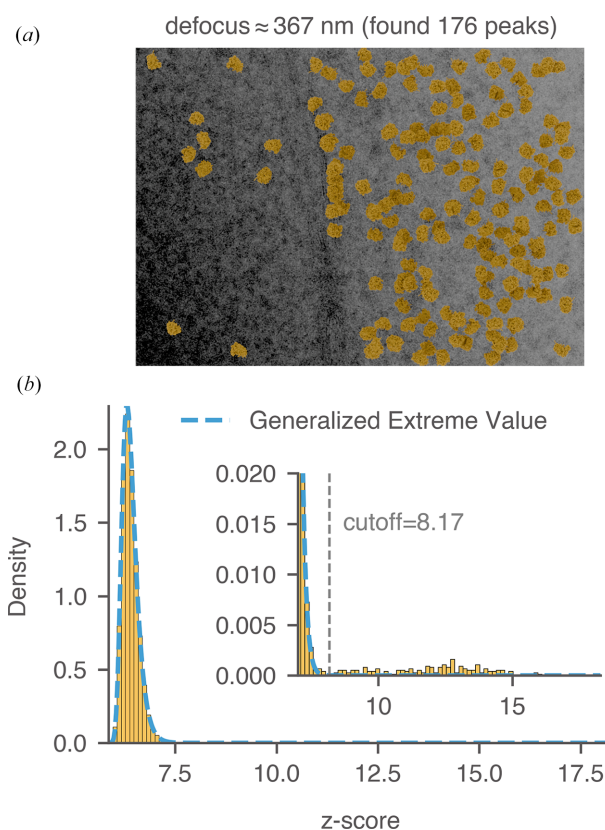 (a)
defocus ≈ 367 nm (found 176 peaks)
(b)
Generalized Extreme Value
2.0
1.5
1.0
0.5
0.0
Density
0.020
0.015
0.010
0.005
0.000
cutoff=8.17
10
15
7.5
10.0
12.5
15.0
17.5
z-score